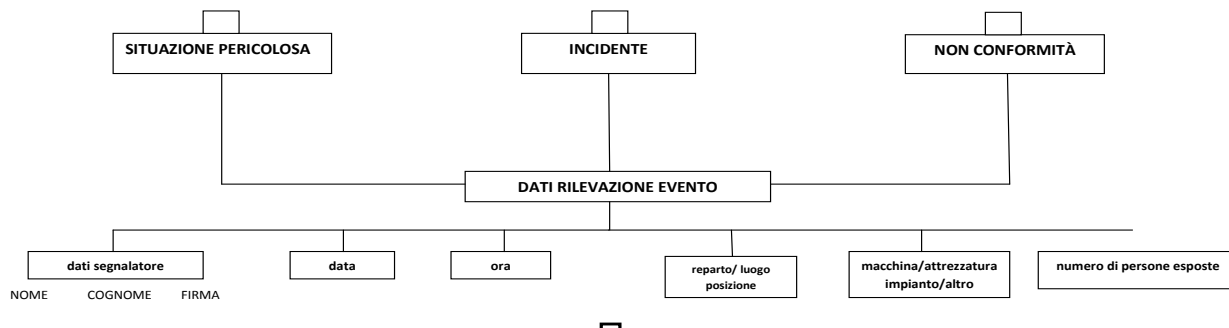 SITUAZIONE PERICOLOSA
INCIDENTE
NON CONFORMITÀ
DATI RILEVAZIONE EVENTO
dati segnalatore
data
ora
reparto/ luogo
posizione
macchina/attrezzatura
impianto/altro
numero di persone esposte
NOME COGNOME FIRMA